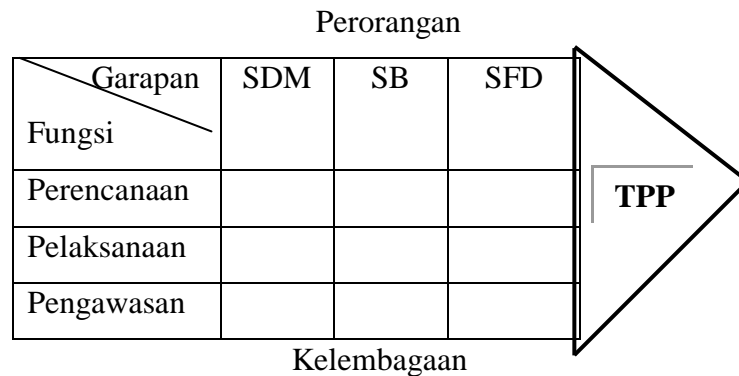 Perorangan
Garapan SDM SB SFD
Fungsi
Perencanaan
TPP
Pelaksanaan
Pengawasan
Kelembagaan